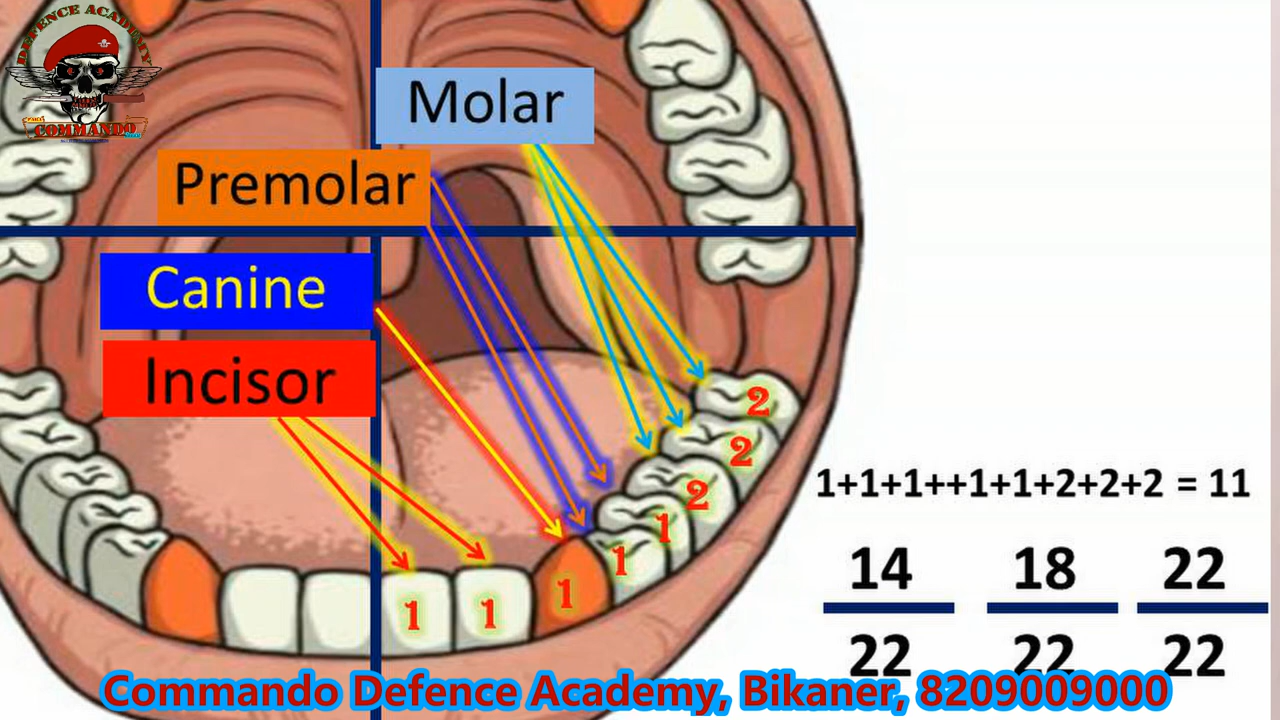 DEFENCE ACADEMY
COMMANDO
Molar
Premolar
Canine
Incisor
2
2
2
1
1
1
1
1
1+1+1++1+1+2+2+2 = 11
14 18 22
22 22 22
Commando Defence Academy, Bikaner, 8209009000